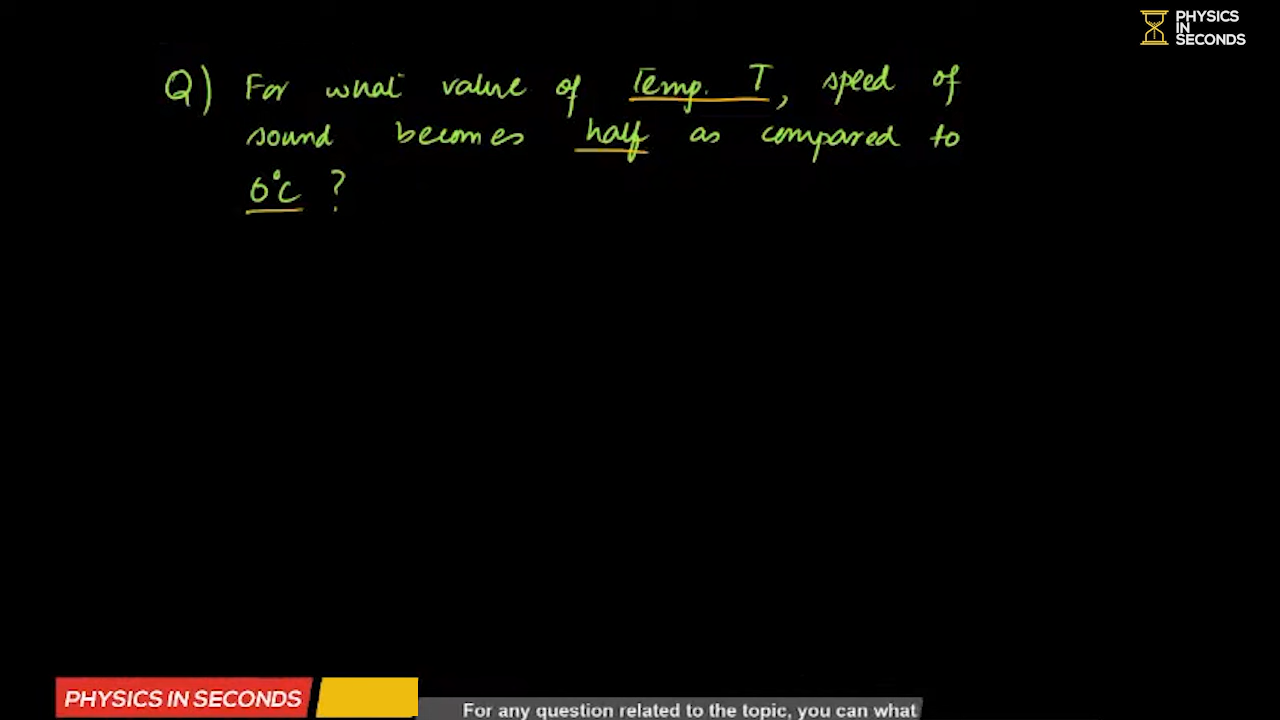 PHYSICS
IN
SECONDS
Q) For what value of Temp. T, speed of
sound becomes half as compared to
0°C ?
PHYSICS IN SECONDS
For any question related to the topic, you can what